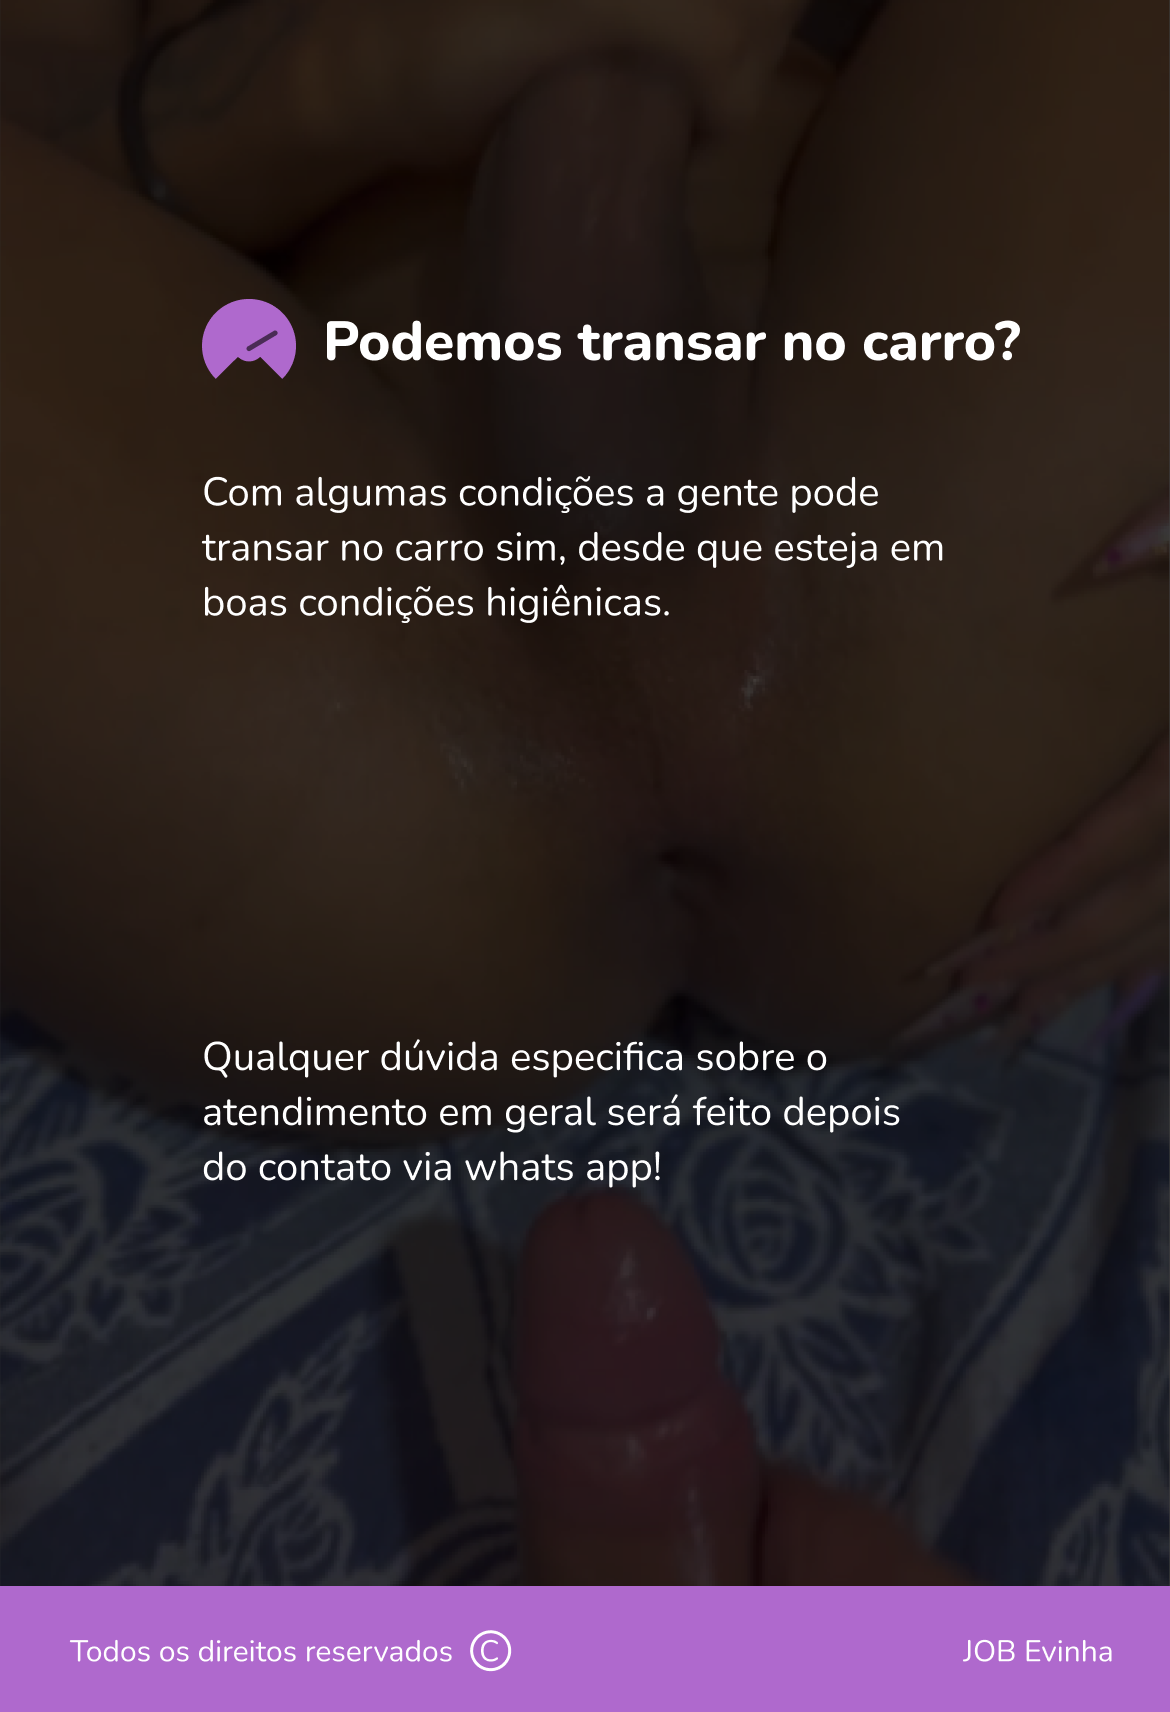 Podemos transar no carro?
Com algumas condições a gente pode
transar no carro sim, desde que esteja em
boas condições higiênicas.
Qualquer dúvida especifica sobre o
atendimento em geral será feito depois
do contato via whats app!
Todos os direitos reservados © JOB Evinha